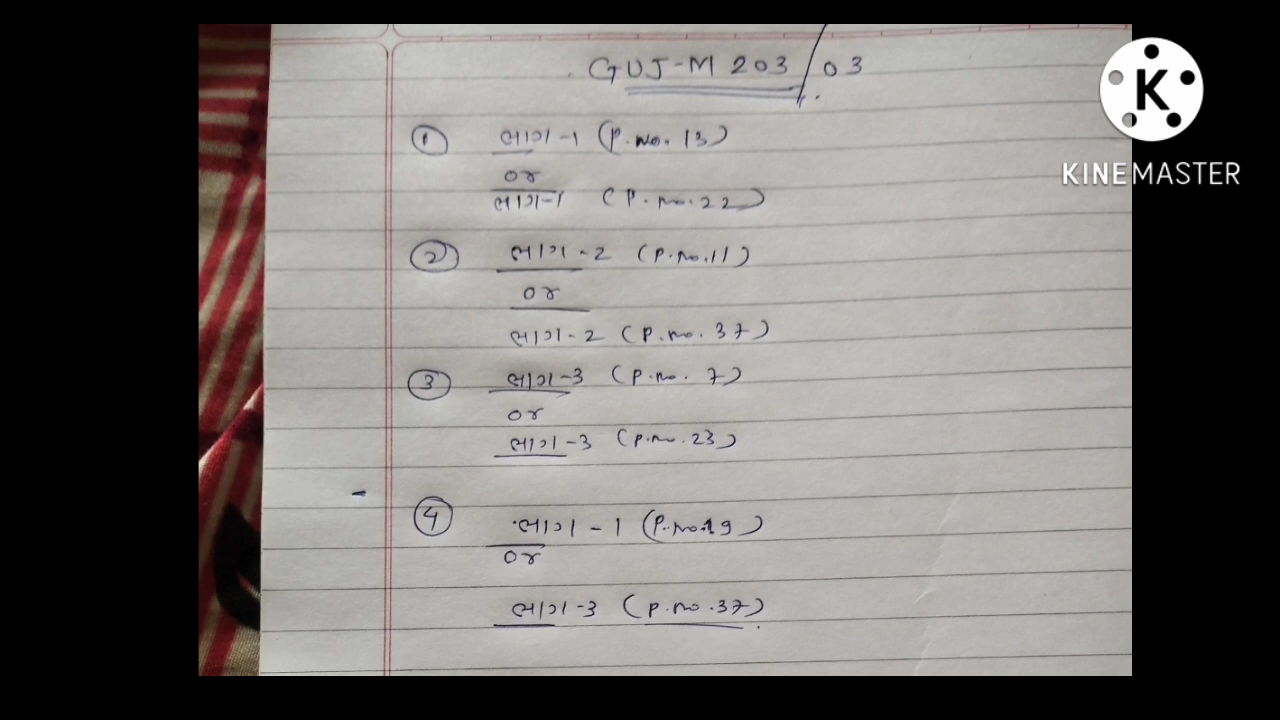 GUJ-M 203/03
① ભાગ-1 (P.No. 13)
or
ભાગ-1 (P.No.22)
② ભાગ-2 (P.No.11)
or
ભાગ-2 (P.No. 37)
③ ભાગ-3 (P.No. 7)
or
ભાગ-3 (P.No.23)
④ ભાગ-1 (P.No.19)
or
ભાગ-3 (P.No.37)
K
KINEMASTER